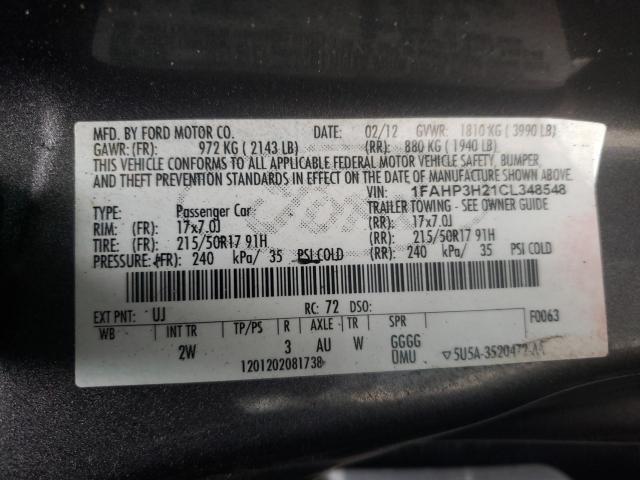 MFD. BY FORD MOTOR CO. DATE: 02/12 GVWR: 1810 KG ( 3990 LB)
GAWR: (FR): 972 KG ( 2143 LB) (RR): 880 KG ( 1940 LB)
THIS VEHICLE CONFORMS TO ALL APPLICABLE FEDERAL MOTOR VEHICLE SAFETY, BUMPER,
AND THEFT PREVENTION STANDARDS IN EFFECT ON THE DATE OF MANUFACTURE SHOWN ABOVE.
VIN: 1FAHP3H21CL348548
TYPE: Passenger Car TRAILER TOWING - SEE OWNER GUIDE
RIM: (FR): 17x7.0J (RR): 17x7.0J
TIRE: (FR): 215/50R17 91H (RR): 215/50R17 91H
PRESSURE: (FR): 240 kPa/ 35 PSI COLD (RR): 240 kPa/ 35 PSI COLD
EXT PNT: UJ RC: 72 DSO: F0063
WB INT TR TP/PS R AXLE TR SPR
2W 3 AU W GGGG
1201202081738 0MU ▽5U5A-3520472-